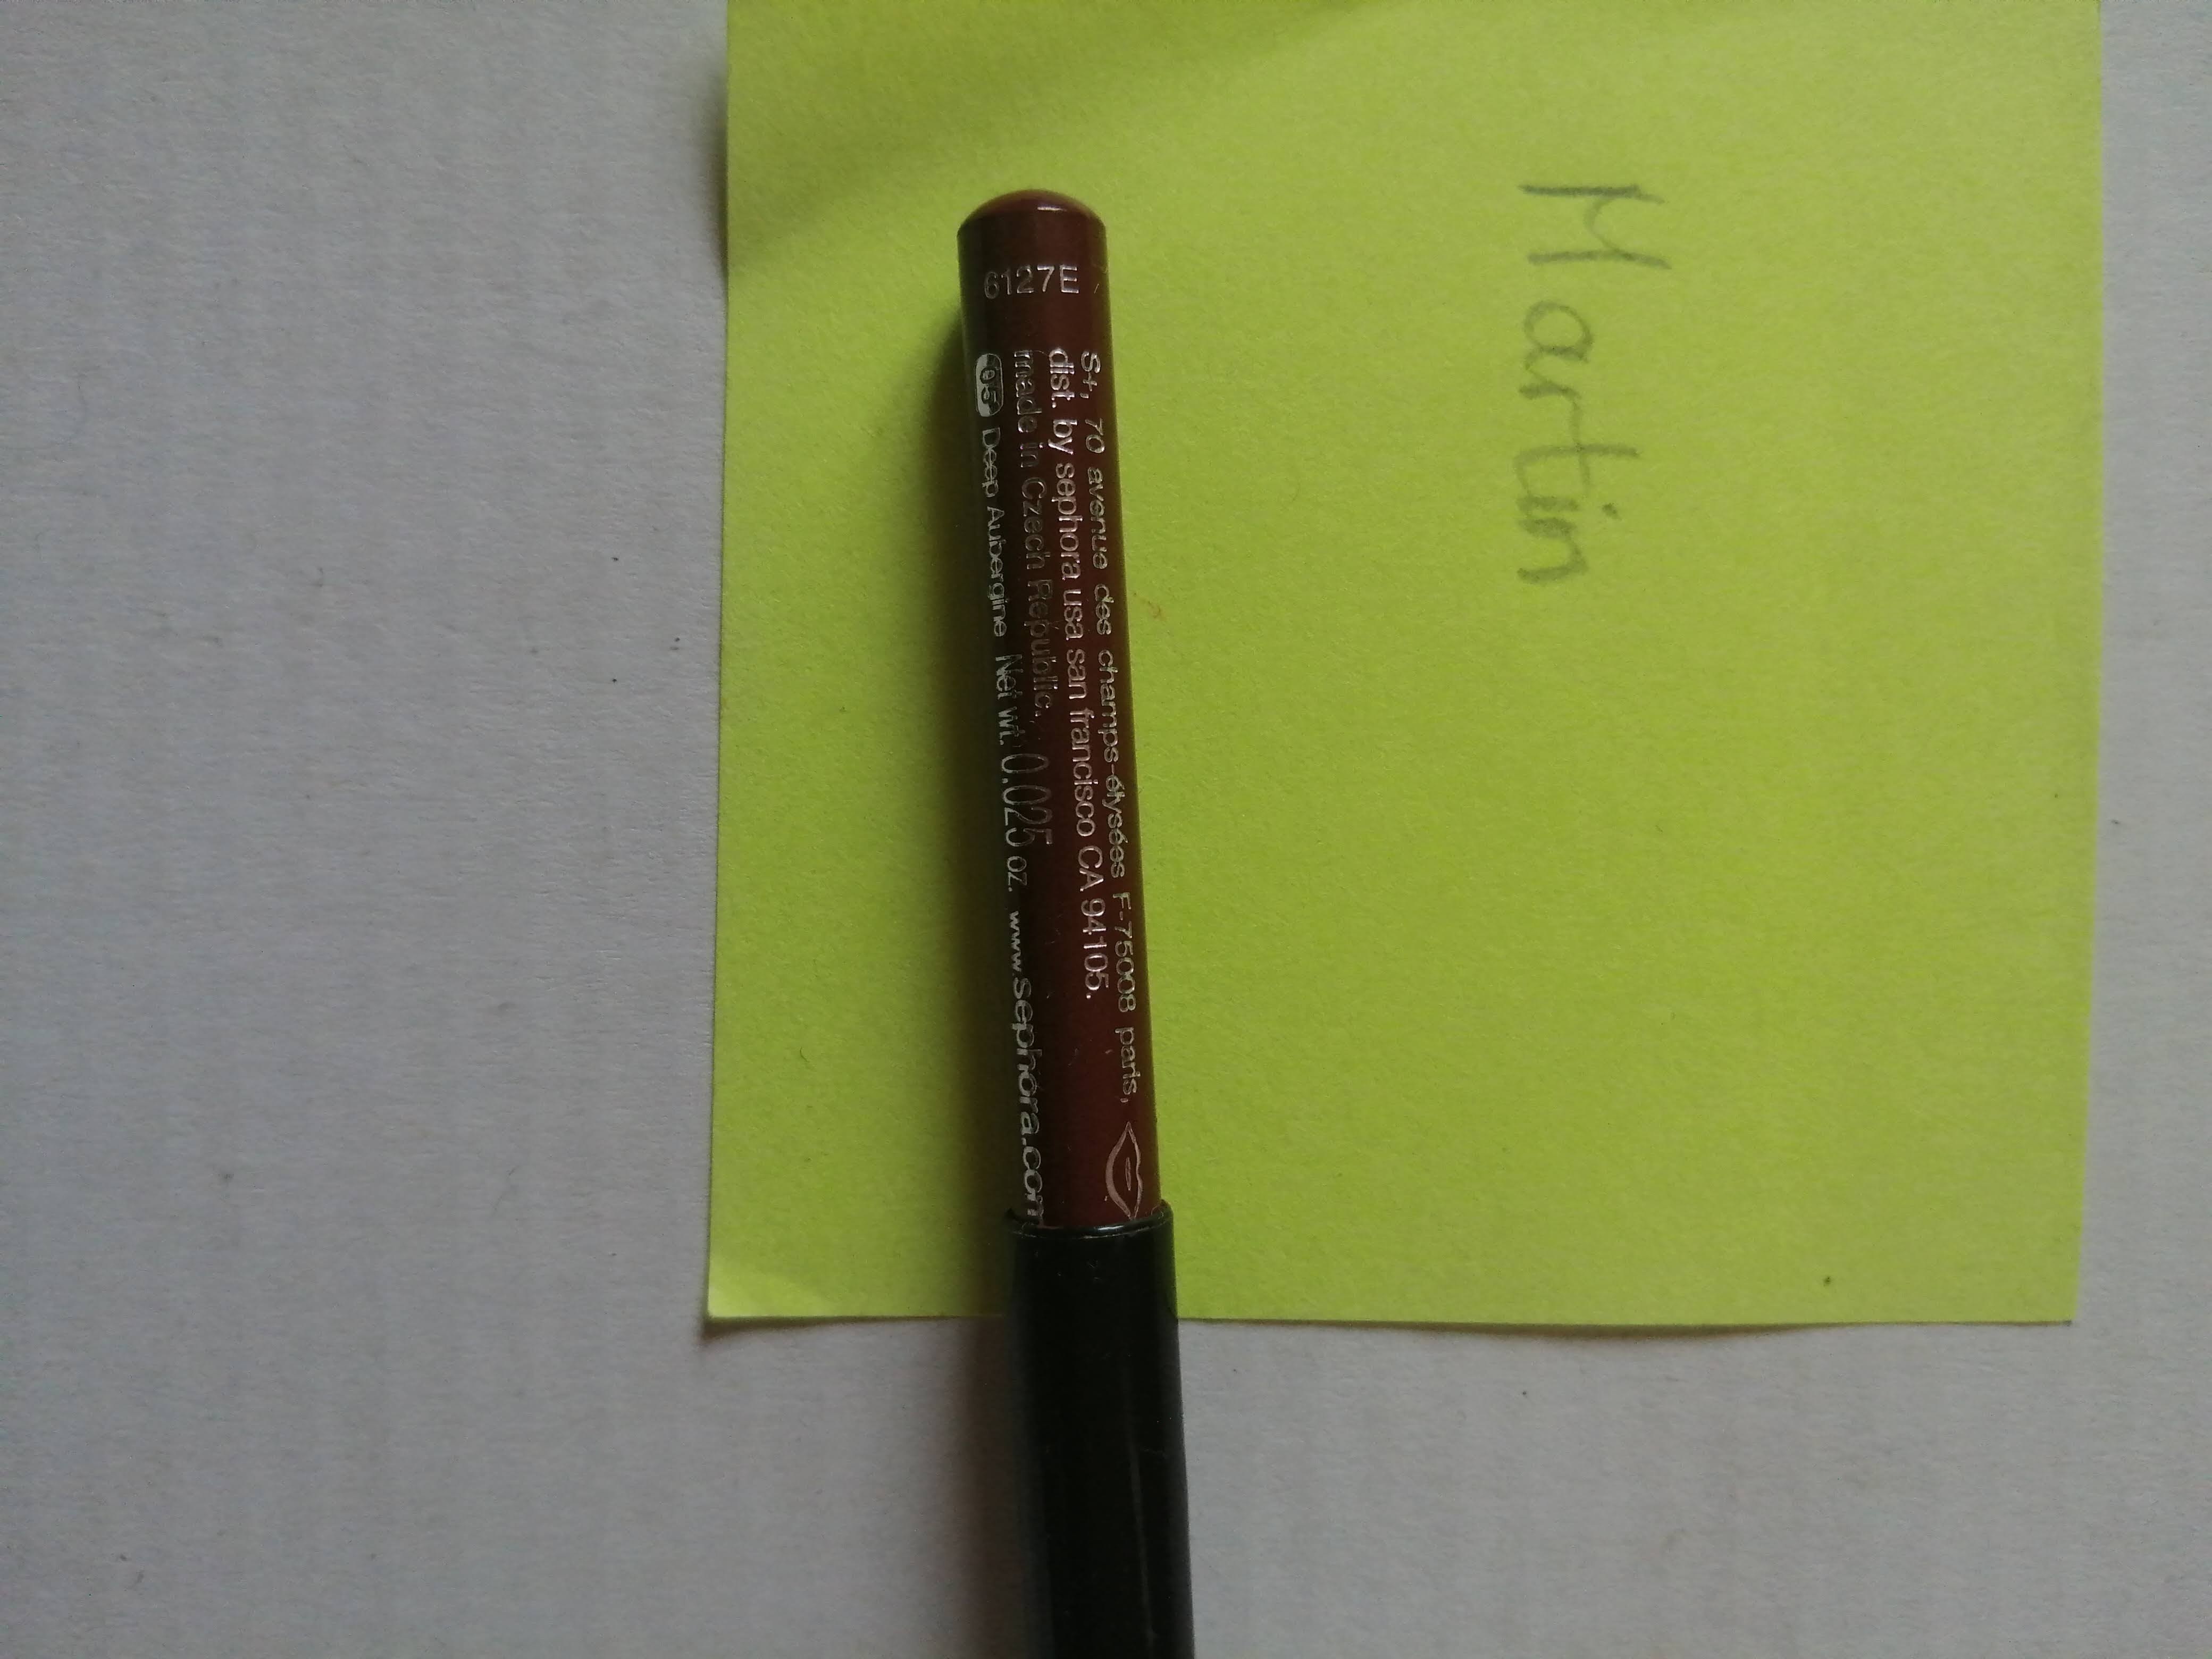 6127E
S+, 70 avenue des champs-élysées F-75008 paris,
dist. by sephora usa san francisco CA 94105.
made in Czech Republic.
05 Deep Aubergine Net wt. 0.025 oz. www.sephora.com
Martin